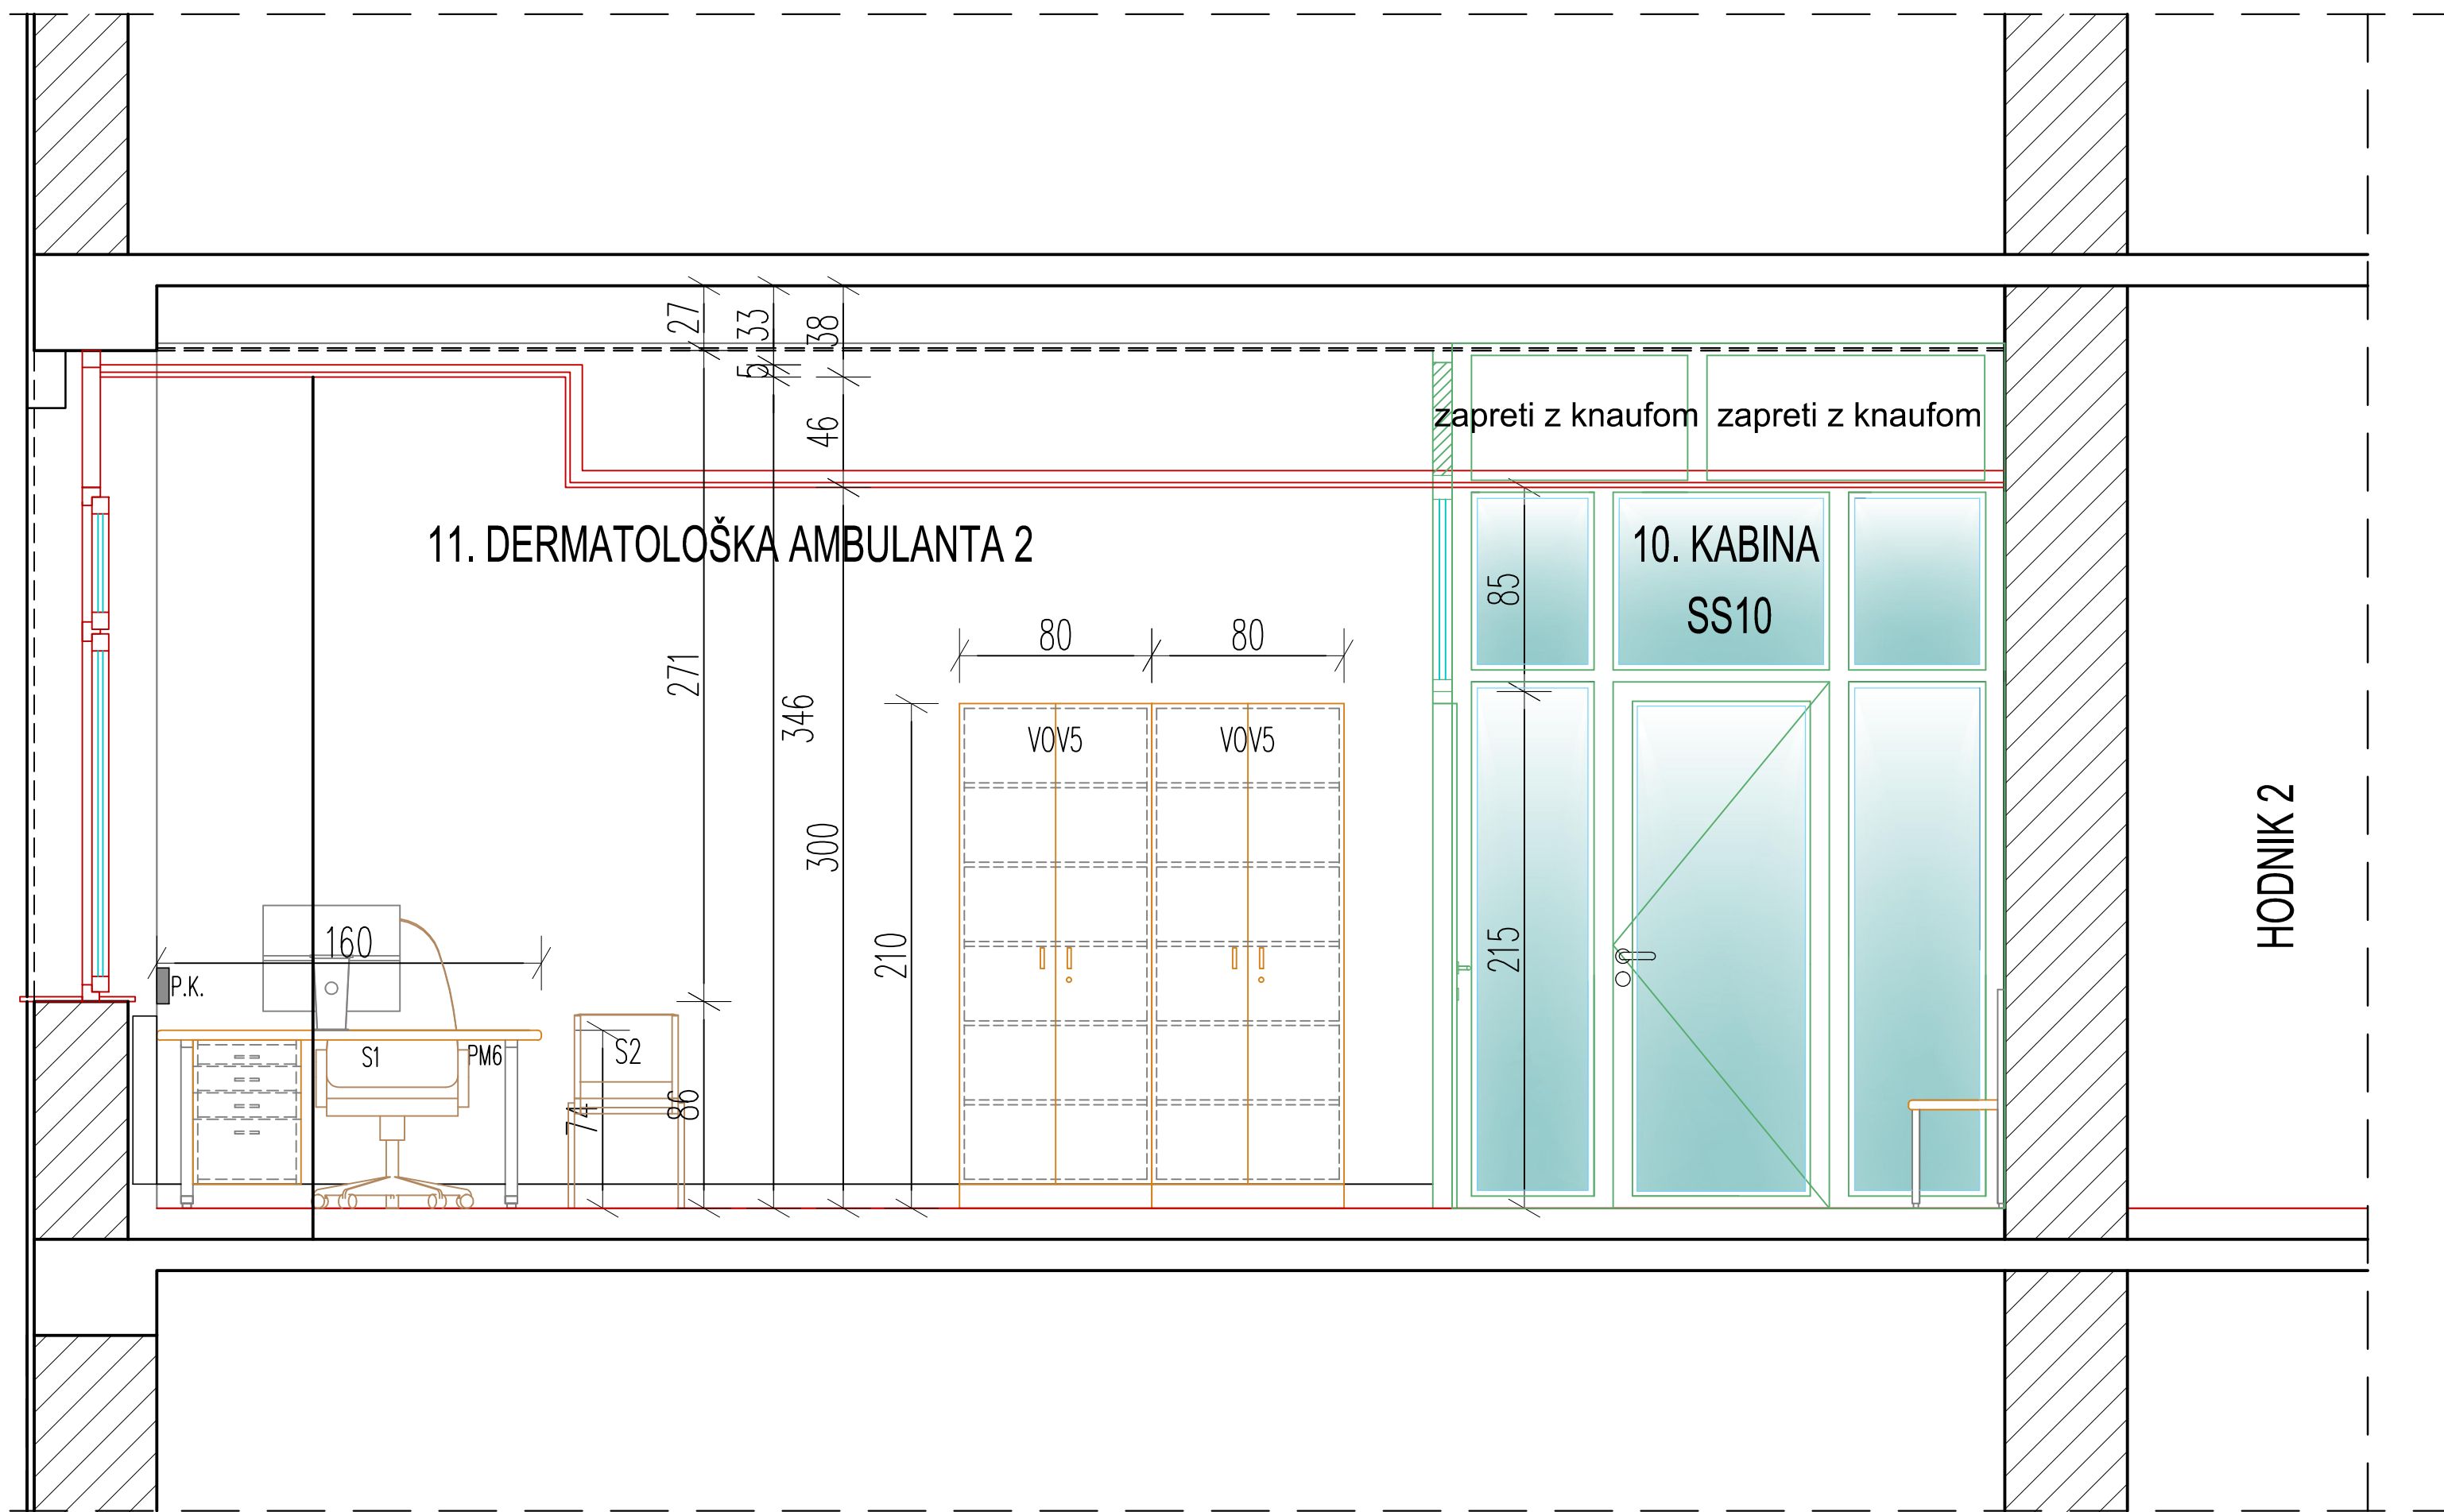 27
33
38
5
46
zapreti z knaufom
zapreti z knaufom
11. DERMATOLOŠKA AMBULANTA 2
10. KABINA
SS10
85
80
80
271
346
VOV5
VOV5
300
HODNIK 2
160
210
215
P.K.
S1
PM6
S2
74
86